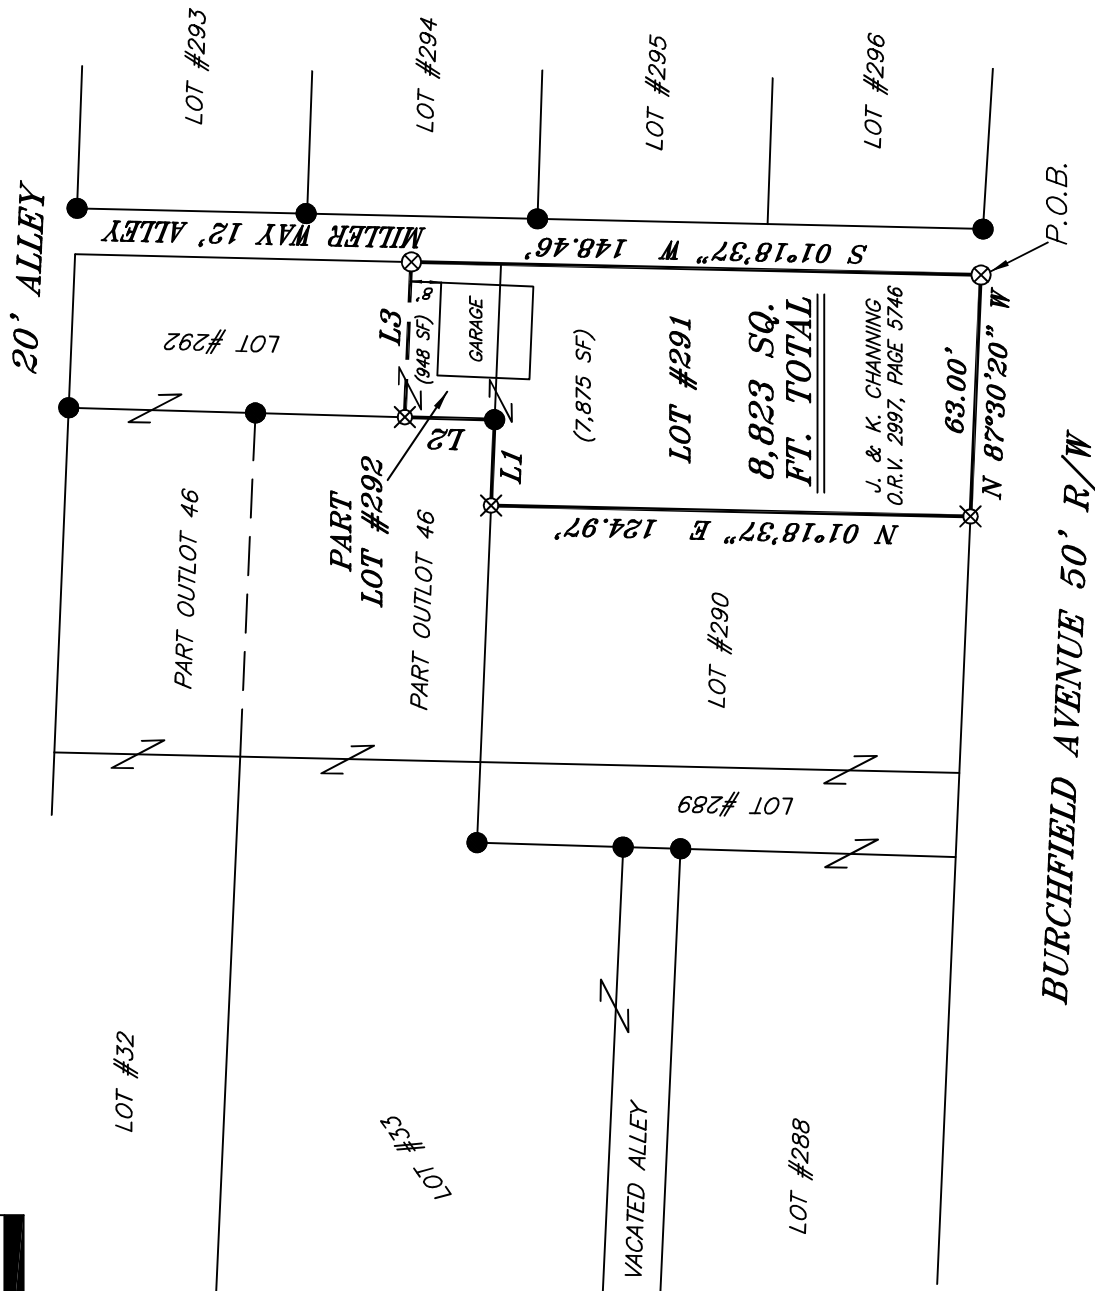 20' ALLEY
LOT #293
LOT #294
LOT #295
LOT #296
MILLER WAY 12' ALLEY
S 01°18'37" W 148.46'
P.O.B.
LOT #292
L3
(948 SF)
8'
GARAGE
L2
L1
PART
LOT #292
(7,875 SF)
LOT #291
8,823 SQ.
FT. TOTAL
J. & K. CHANNING
O.R.V. 2997, PAGE 5746
63.00'
N 87°30'20" W
N 01°18'37" E 124.97'
PART OUTLOT 46
PART OUTLOT 46
LOT #290
LOT #289
BURCHFIELD AVENUE 50' R/W
LOT #32
LOT #33
VACATED ALLEY
LOT #288